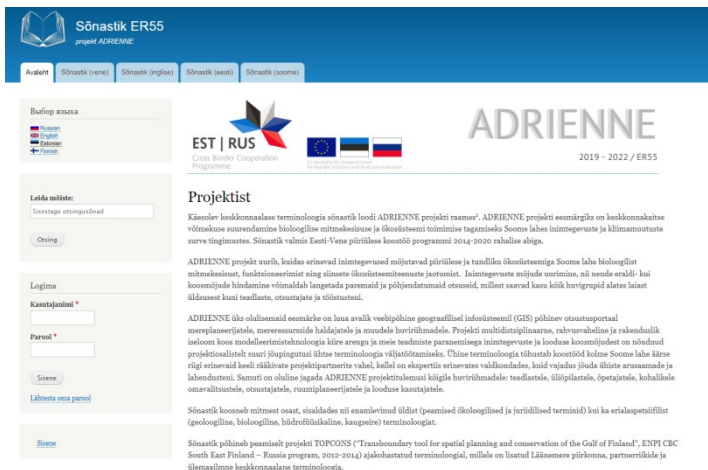 Sõnastik ER55
projekt ADRIENNE
Avaleht
Sõnastik (vene)
Sõnastik (inglise)
Sõnastik (eesti)
Sõnastik (soome)
Выбор языка
Russian
English
Estonian
Finnish
Leida mõiste:
Sisestage otsingusõnad
Otsing
Logima
Kasutajanimi *
Parool *
Sisene
Lähtesta oma parool
Sisene
EST | RUS
Cross Border Cooperation
Programme
ADRIENNE
2019 - 2022 / ER55
Projektist
Käesolev keskkonnaalase terminoloogia sõnastik loodi ADRIENNE projekti raames¹. ADRIENNE projekti eesmärgiks on keskkonnakaitse
võimekuse suurendamine bioloogilise mitmekesisuse ja ökosüsteemi toimimise tagamiseks Soome lahes inimtegevuste ja kliimamuutuste
surve tingimustes. Sõnastik valmis Eesti-Vene piiriülese koostöö programmi 2014-2020 rahalise abiga.
ADRIENNE projekt uurib, kuidas erinevad inimtegevused mõjutavad piiriülese ja tundliku ökosüsteemiga Soome lahe bioloogilist
mitmekesisust, funktsioneerimist ning siinsete ökosüsteemiteenuste jaotumist. Inimtegevuste mõjude uurimine, nii nende eraldi- kui
koosmõjude hindamine võimaldab langetada paremaid ja põhjendatumaid otsuseid, millest saavad kasu kõik huvigrupid alates laiast
üldsusest kuni teadlaste, otsustajate ja tööstusteni.
ADRIENNE üks olulisemaid eesmärke on luua avalik veebipõhine geograafilisel infosüsteemil (GIS) põhinev otsustusportaal
mereplaneerijatele, mereressursside haldajatele ja muudele huvirühmadele. Projekti multidistsiplinaarne, rahvusvaheline ja rakenduslik
iseloom koos modelleerimistehnoloogia kiire arengu ja meie teadmiste paranemisega inimtegevuse ja looduse koosmõjudest on nõudnud
projektiosalistelt suuri jõupingutusi ühtse terminoloogia väljatöötamiseks. Ühine terminoloogia tõhustab koostööd kolme Soome lahe äärse
riigi erinevaid keeli rääkivate projektipartnerite vahel, kellel on ekspertiis erinevates valdkondades, kuid vajadus jõuda ühiste arusaamade ja
lahendusteni. Samuti on oluline jagada ADRIENNE projektitulemusi kõigile huvirühmadele: teadlastele, üliõpilastele, õpetajatele, kohalikele
omavalitsustele, otsustajatele, ruumiplaneerijatele ja looduse kasutajatele.
Sõnastik koosneb mitmest osast, sisaldades nii enamlevinud üldist (peamised ökoloogilised ja juriidilised terminid) kui ka erialaspetsiifilist
(geoloogiline, bioloogiline, hüdrofüüsikaline, kaugseire) terminoloogiat.
Sõnastik põhineb peamiselt projekti TOPCONS ("Transboundary tool for spatial planning and conservation of the Gulf of Finland", ENPI CBC
South East Finland – Russia program, 2012-2014) ajakohastatud terminoloogial, millele on lisatud Läänemere piirkonna, partnerriikide ja
ülemaailmne keskkonnaalane terminoloogia.